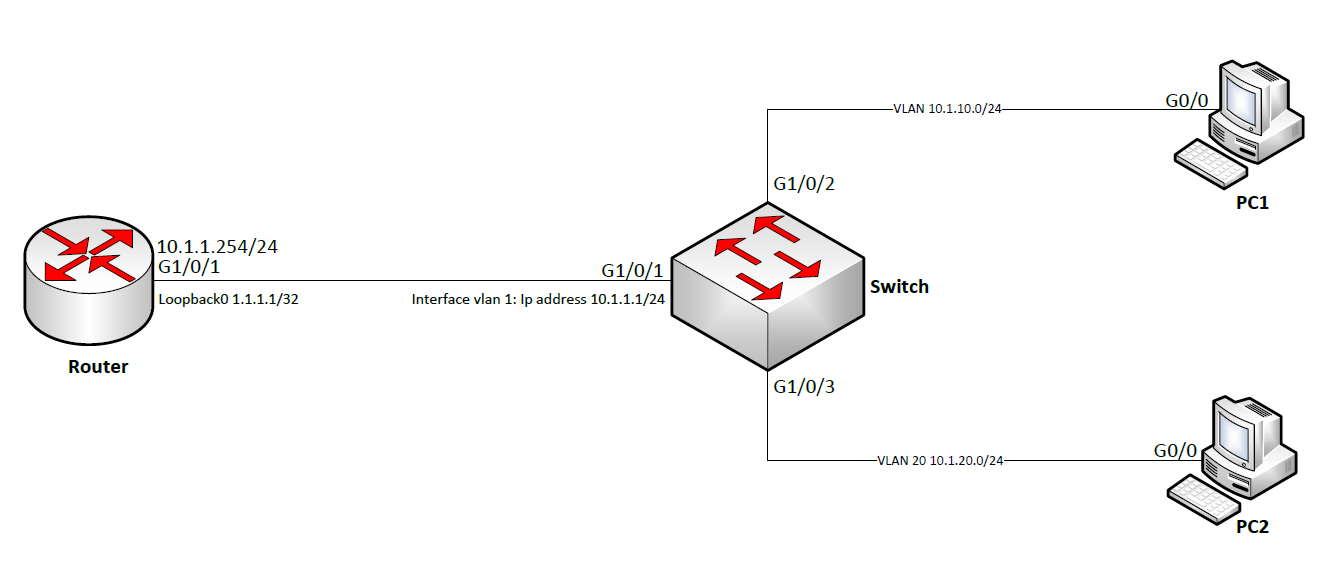 VLAN 10.1.10.0/24
G0/0
PC1
G1/0/2
10.1.1.254/24
G1/0/1
Loopback0 1.1.1.1/32
Router
G1/0/1
Interface vlan 1: Ip address 10.1.1.1/24
Switch
G1/0/3
VLAN 20 10.1.20.0/24
G0/0
PC2